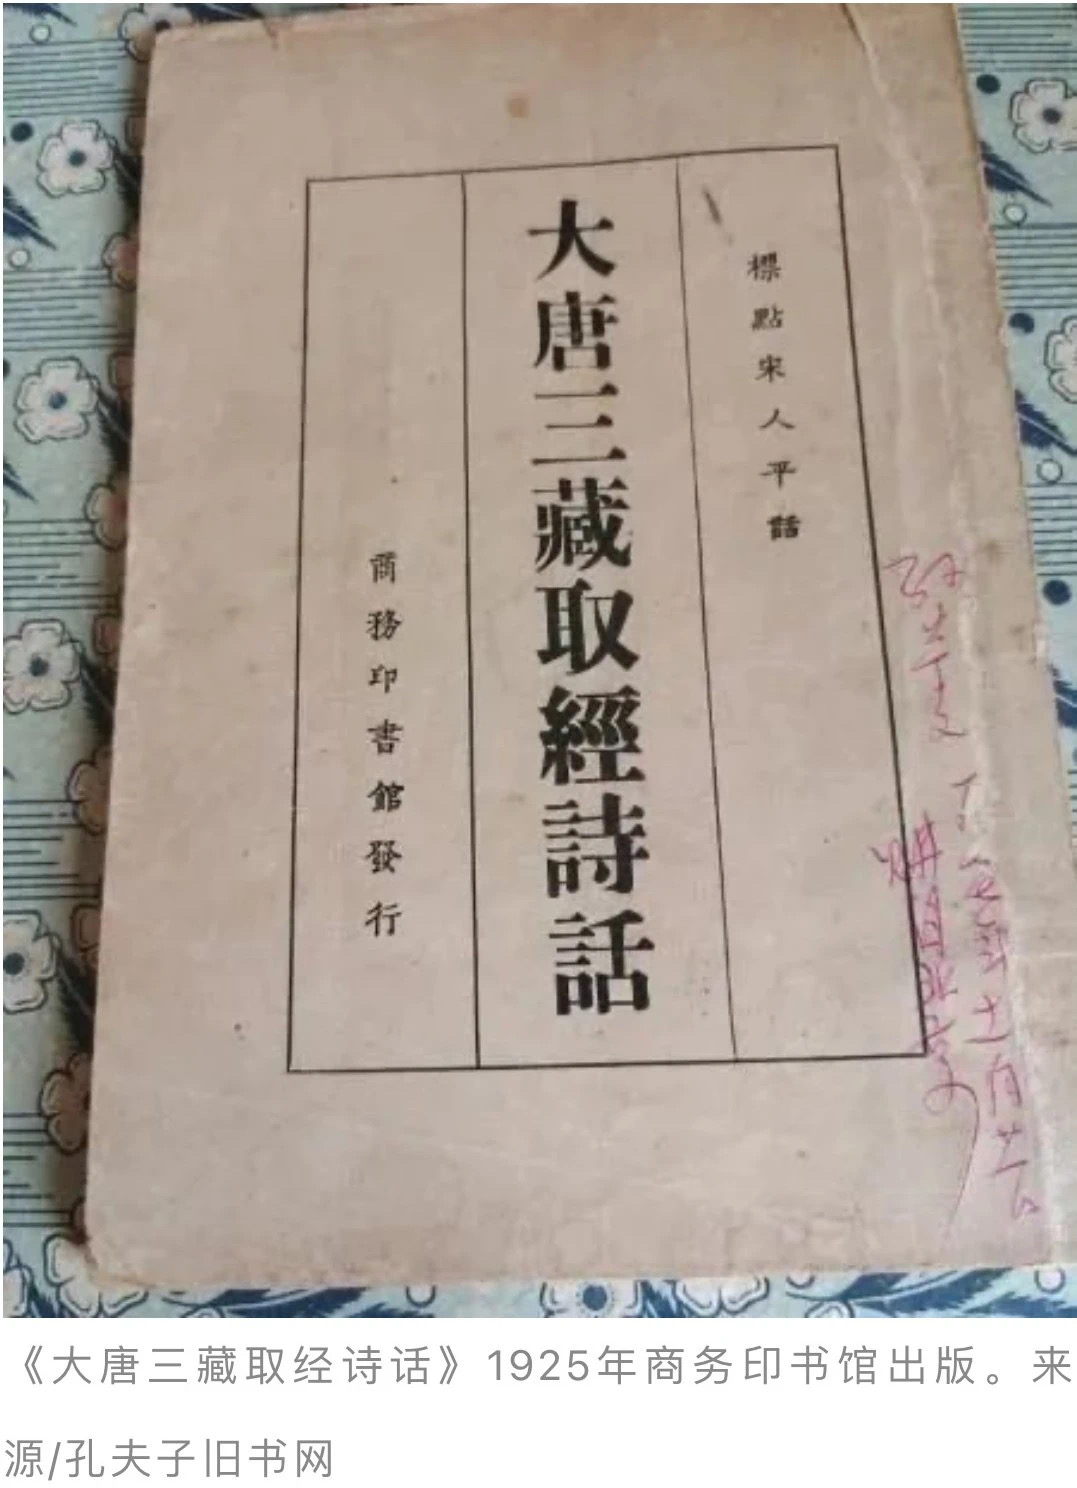 標點宋人平話
大唐三藏取經詩話
商務印書館發行
《大唐三藏取经诗话》1925年商务印书馆出版。来
源/孔夫子旧书网